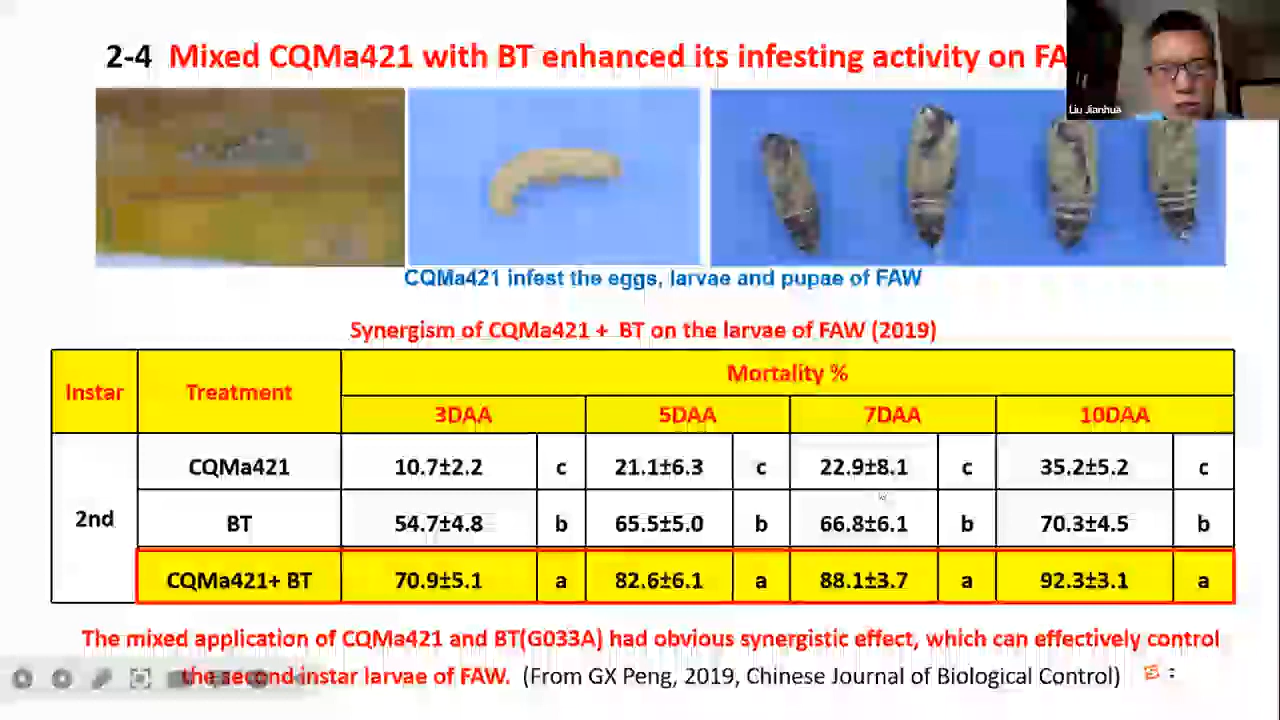 2-4 Mixed CQMa421 with BT enhanced its infesting activity on FA
Liu Jianhua
CQMa421 infest the eggs, larvae and pupae of FAW
Synergism of CQMa421 + BT on the larvae of FAW (2019)
Instar Treatment Mortality %
3DAA 5DAA 7DAA 10DAA
2nd
CQMa421 10.7±2.2 c 21.1±6.3 c 22.9±8.1 c 35.2±5.2 c
BT 54.7±4.8 b 65.5±5.0 b 66.8±6.1 b 70.3±4.5 b
CQMa421+ BT 70.9±5.1 a 82.6±6.1 a 88.1±3.7 a 92.3±3.1 a
The mixed application of CQMa421 and BT(G033A) had obvious synergistic effect, which can effectively control
the second instar larvae of FAW. (From GX Peng, 2019, Chinese Journal of Biological Control)